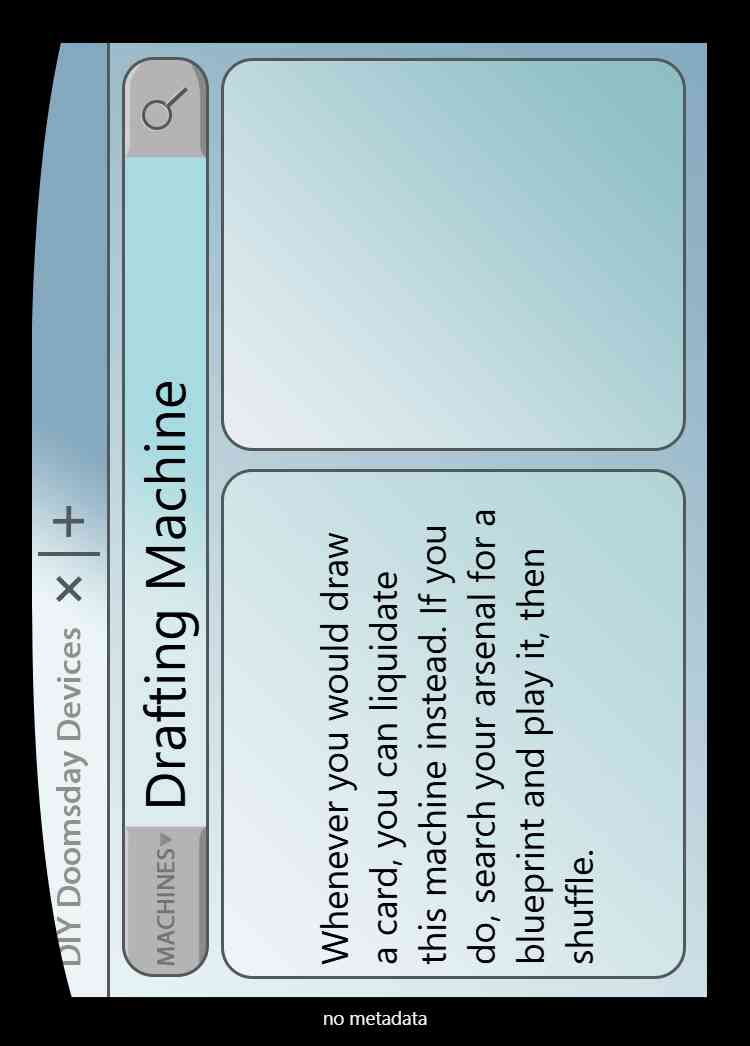 DIY Doomsday Devices × +
MACHINES▾ Drafting Machine
Whenever you would draw
a card, you can liquidate
this machine instead. If you
do, search your arsenal for a
blueprint and play it, then
shuffle.
no metadata